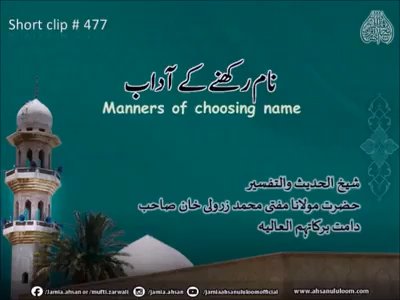 Short clip # 477
نام رکھنے کے آداب
Manners of choosing name
شیخ الحدیث والتفسیر
حضرت مولانا مفتی محمد زرولی خان صاحب
دامت برکاتہم العالیہ
/jamia.ahsan or /mufti.zarwali /jamia.ahsan /jamiaahsanululoomofficial www.ahsanululoom.com